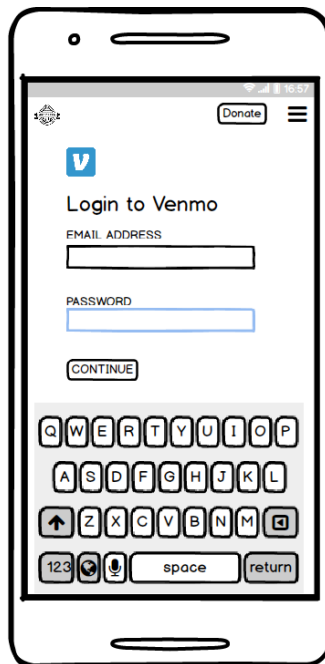 16:57
Donate
V
Login to Venmo
EMAIL ADDRESS
PASSWORD
CONTINUE
Q W E R T Y U I O P
A S D F G H J K L
Z X C V B N M
123 space return